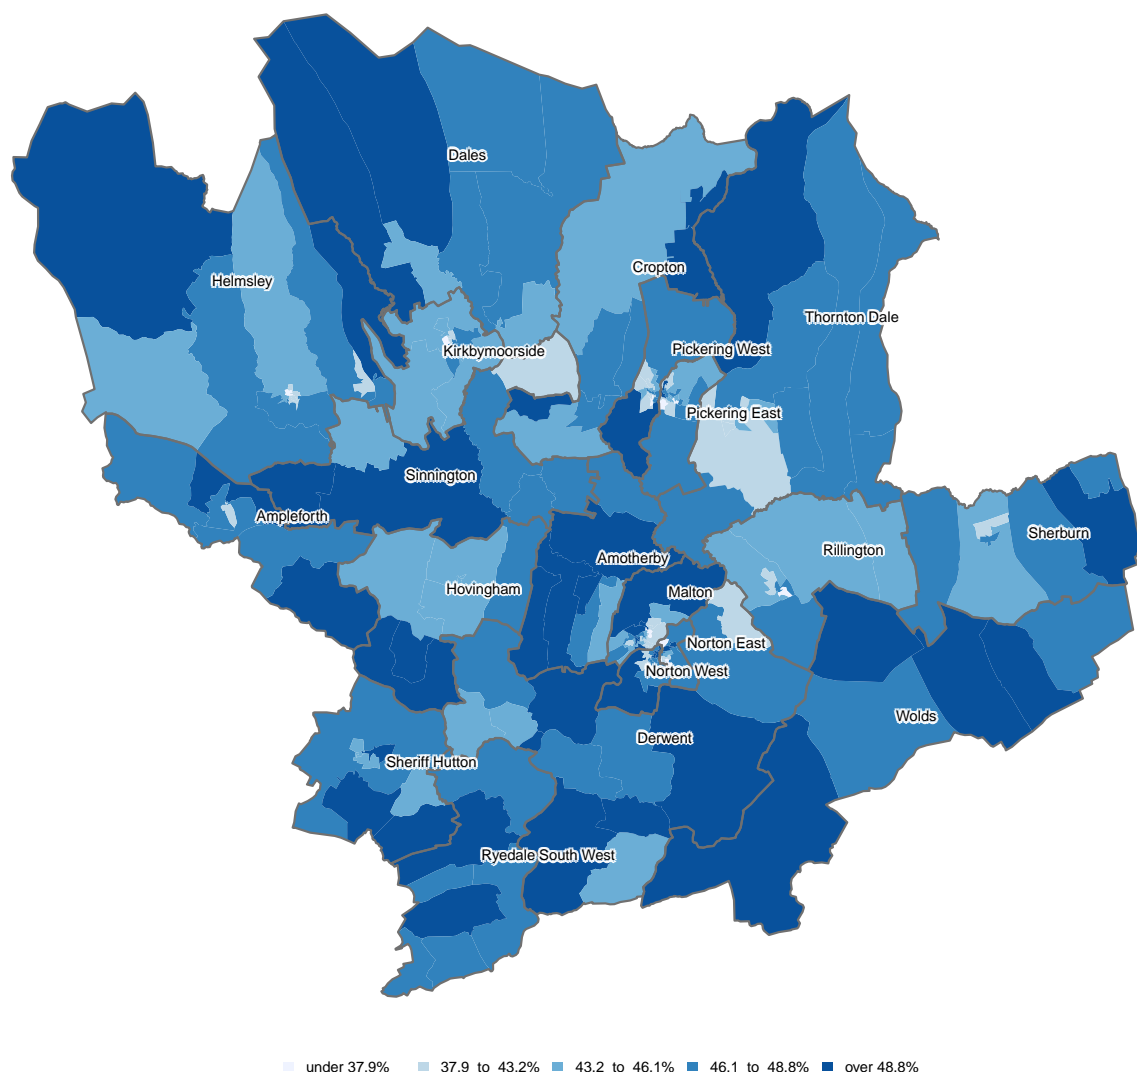 Dales
Cropton
Helmsley
Thornton Dale
Pickering West
Kirkbymoorside
Pickering East
Sinnington
Ampleforth
Sherburn
Rillington
Amotherby
Hovingham
Malton
Norton East
Norton West
Wolds
Derwent
Sheriff Hutton
Ryedale South West
under 37.9% 37.9 to 43.2% 43.2 to 46.1% 46.1 to 48.8% over 48.8%